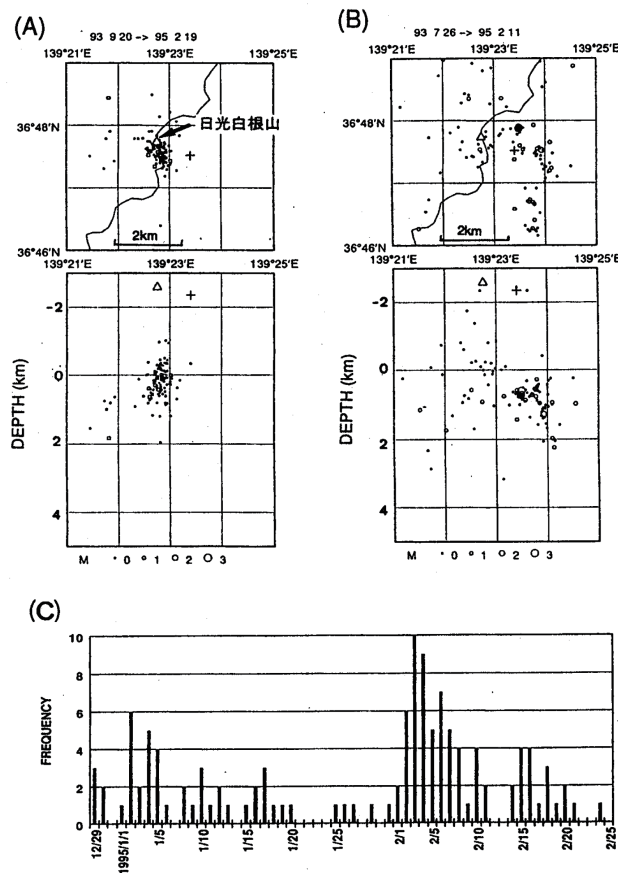 (A)
93 9 20 -> 95 2 19
139°21'E 139°23'E 139°25'E
36°48'N
日光白根山
2km
36°46'N
139°21'E 139°23'E 139°25'E
-2
0
2
4
DEPTH (km)
M 0 1 2 3
(B)
93 7 26 -> 95 2 11
139°21'E 139°23'E 139°25'E
36°48'N
2km
36°46'N
139°21'E 139°23'E 139°25'E
-2
0
2
4
DEPTH (km)
M 0 1 2 3
(C)
FREQUENCY
10
8
6
4
2
0
12/29 1995/1/1 1/5 1/10 1/15 1/20 1/25 2/1 2/5 2/10 2/15 2/20 2/25